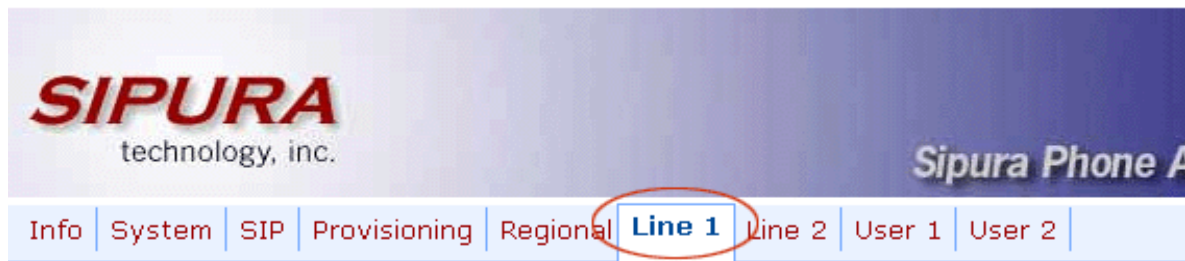 SIPURA
technology, inc.
Sipura Phone A
Info System SIP Provisioning Regional Line 1 Line 2 User 1 User 2